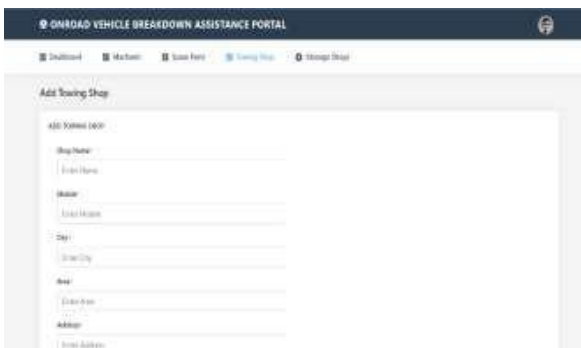 ONROAD VEHICLE BREAKDOWN ASSISTANCE PORTAL
Dashboard Mechanic Spare Parts Towing Shop Manage Shops
Add Towing Shop
ADD TOWING SHOP
Shop Name
Enter Name
Mobile
Enter Mobile
City
Enter City
Area
Enter Area
Address
Enter Address